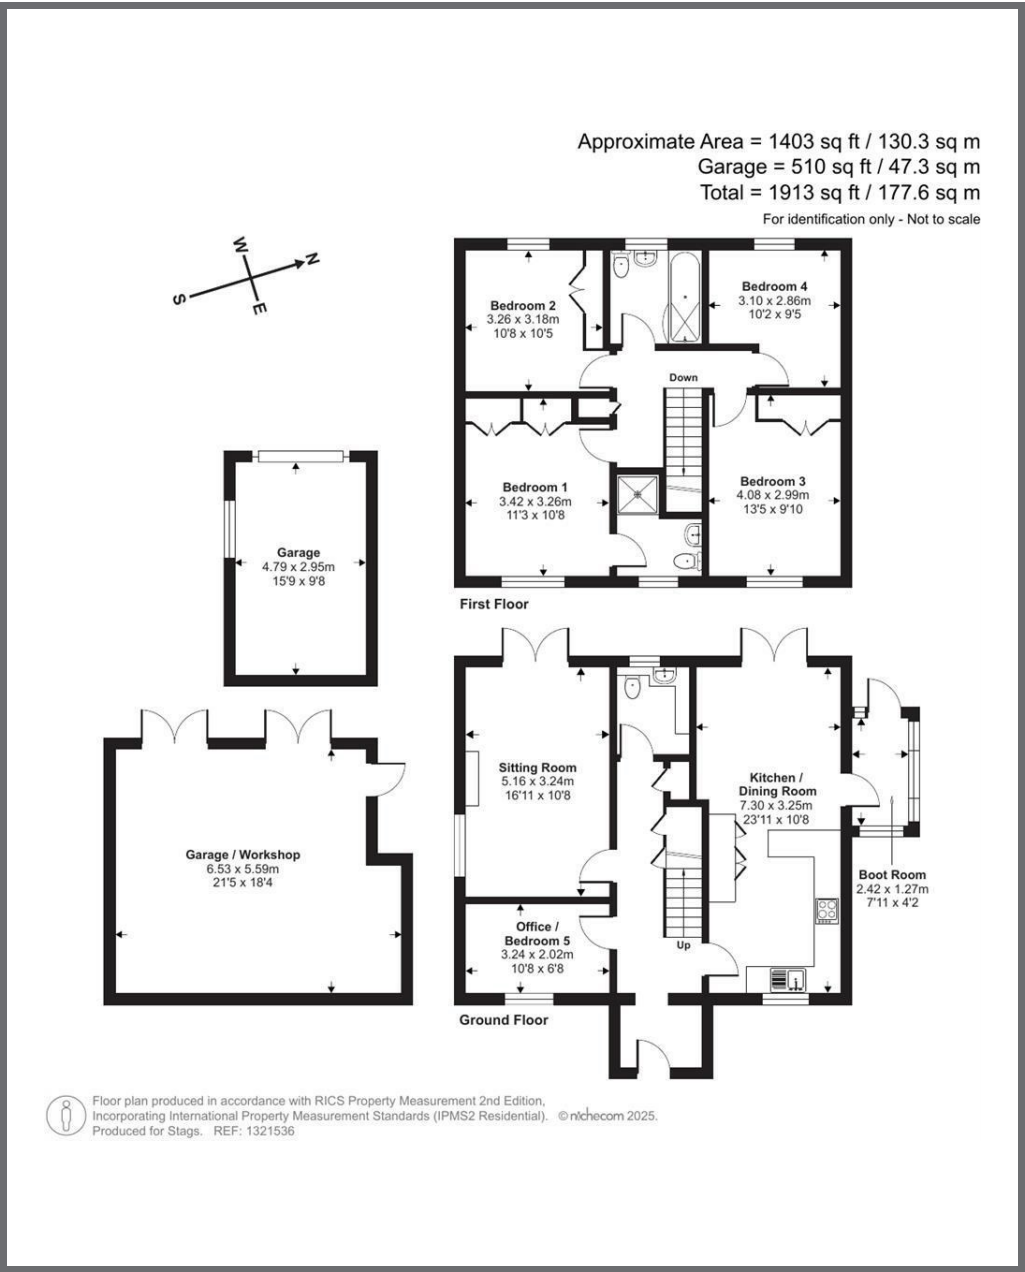 Approximate Area = 1403 sq ft / 130.3 sq m
Garage = 510 sq ft / 47.3 sq m
Total = 1913 sq ft / 177.6 sq m
For identification only - Not to scale
W
N
S
E
Bedroom 2
3.26 x 3.18m
10'8 x 10'5
Bedroom 4
3.10 x 2.86m
10'2 x 9'5
Down
Bedroom 1
3.42 x 3.26m
11'3 x 10'8
Bedroom 3
4.08 x 2.99m
13'5 x 9'10
First Floor
Garage
4.79 x 2.95m
15'9 x 9'8
Garage / Workshop
6.53 x 5.59m
21'5 x 18'4
Sitting Room
5.16 x 3.24m
16'11 x 10'8
Kitchen /
Dining Room
7.30 x 3.25m
23'11 x 10'8
Boot Room
2.42 x 1.27m
7'11 x 4'2
Office /
Bedroom 5
3.24 x 2.02m
10'8 x 6'8
Up
Ground Floor
Floor plan produced in accordance with RICS Property Measurement 2nd Edition,
Incorporating International Property Measurement Standards (IPMS2 Residential). © nichecom 2025.
Produced for Stags. REF: 1321536